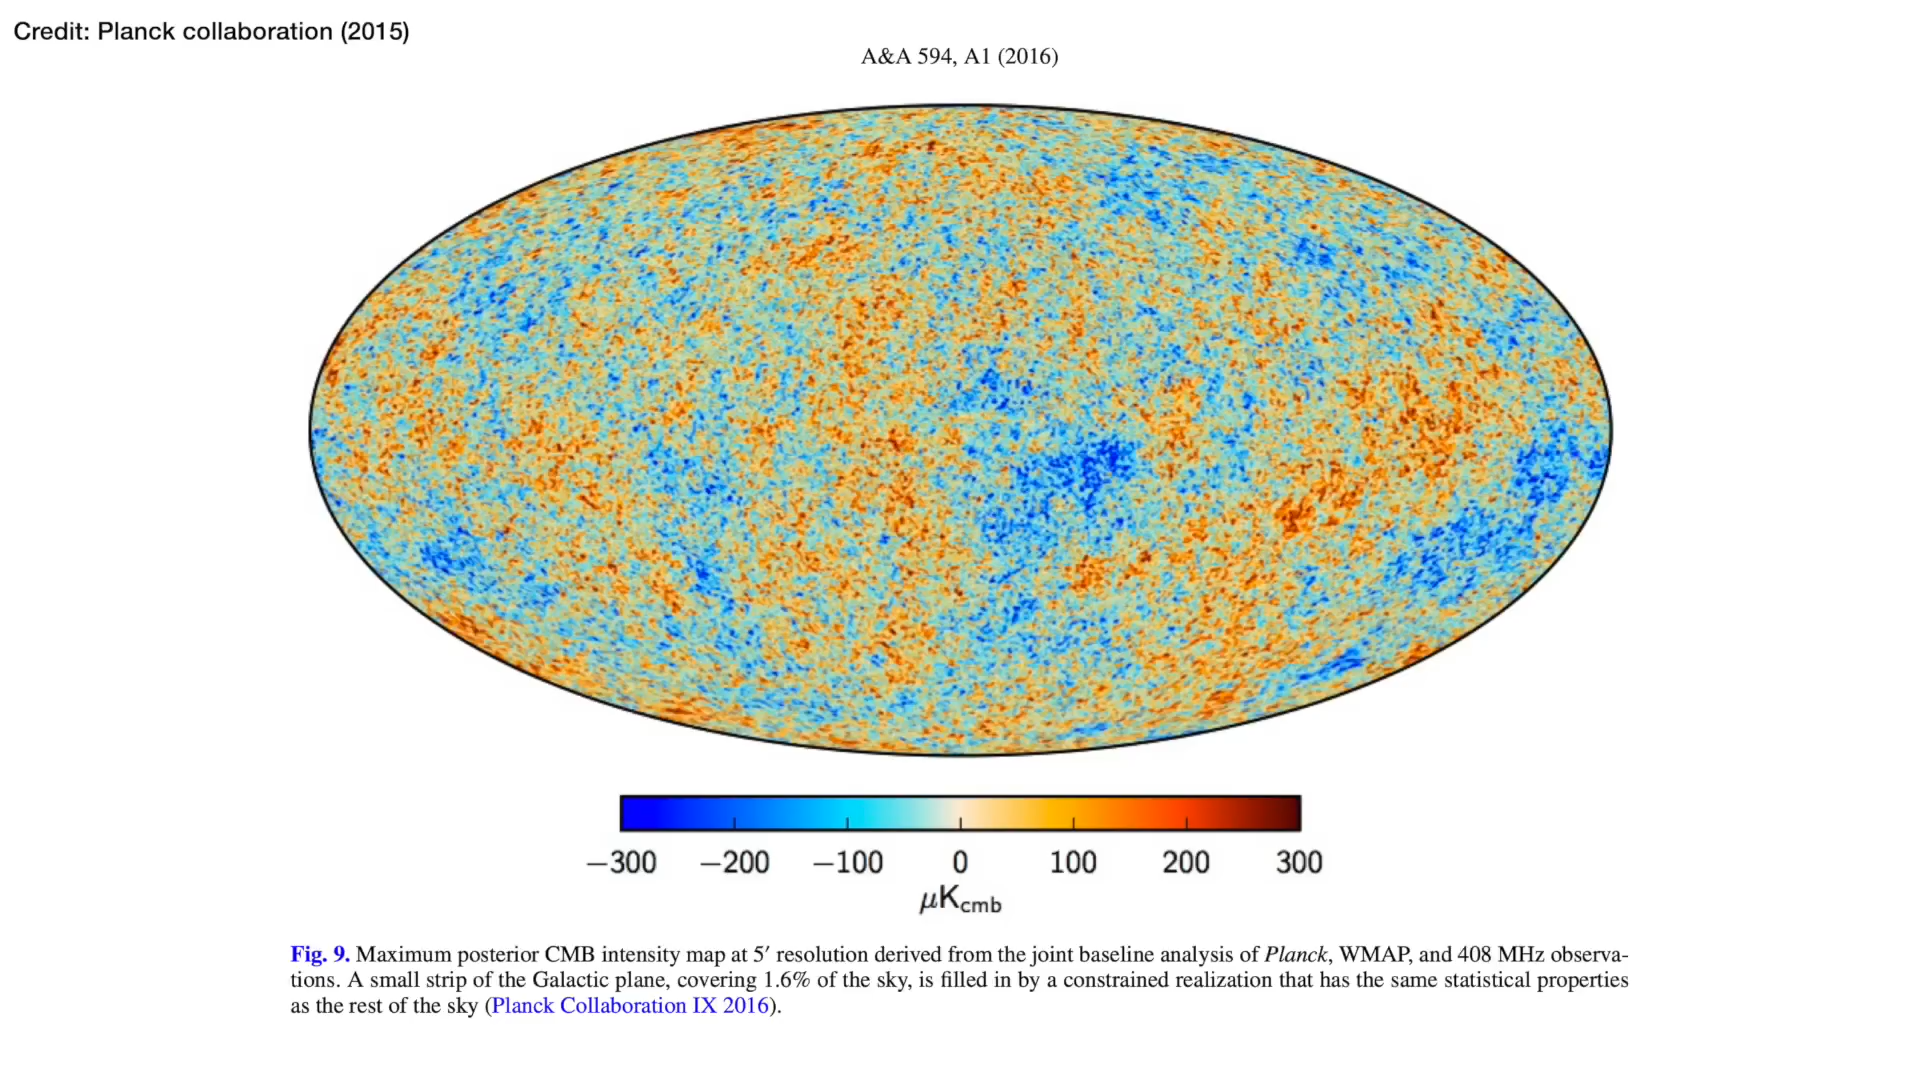 Credit: Planck collaboration (2015)
A&A 594, A1 (2016)
−300 −200 −100 0 100 200 300
μKcmb
Fig. 9. Maximum posterior CMB intensity map at 5′ resolution derived from the joint baseline analysis of Planck, WMAP, and 408 MHz observa-
tions. A small strip of the Galactic plane, covering 1.6% of the sky, is filled in by a constrained realization that has the same statistical properties
as the rest of the sky (Planck Collaboration IX 2016).